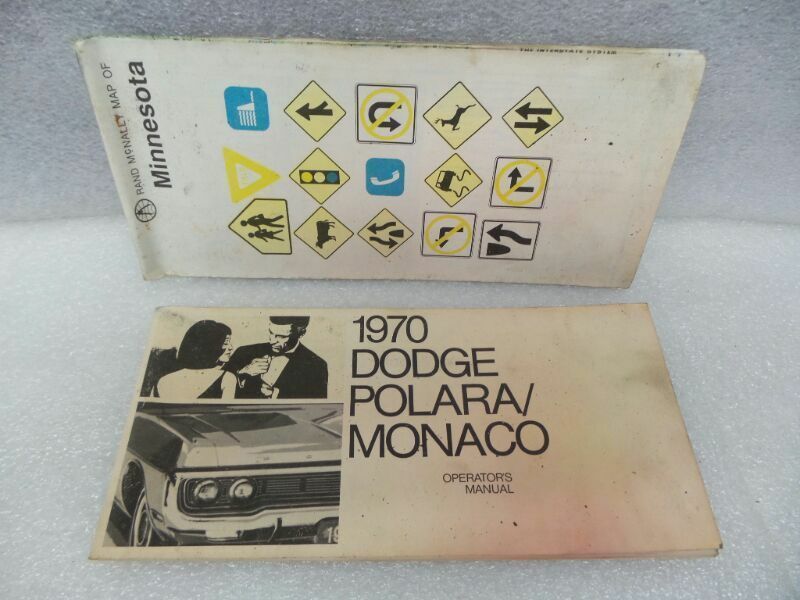 RAND McNALLY MAP OF
Minnesota
THE INTERSTATE SYSTEM
1970
DODGE
POLARA/
MONACO
OPERATOR'S
MANUAL